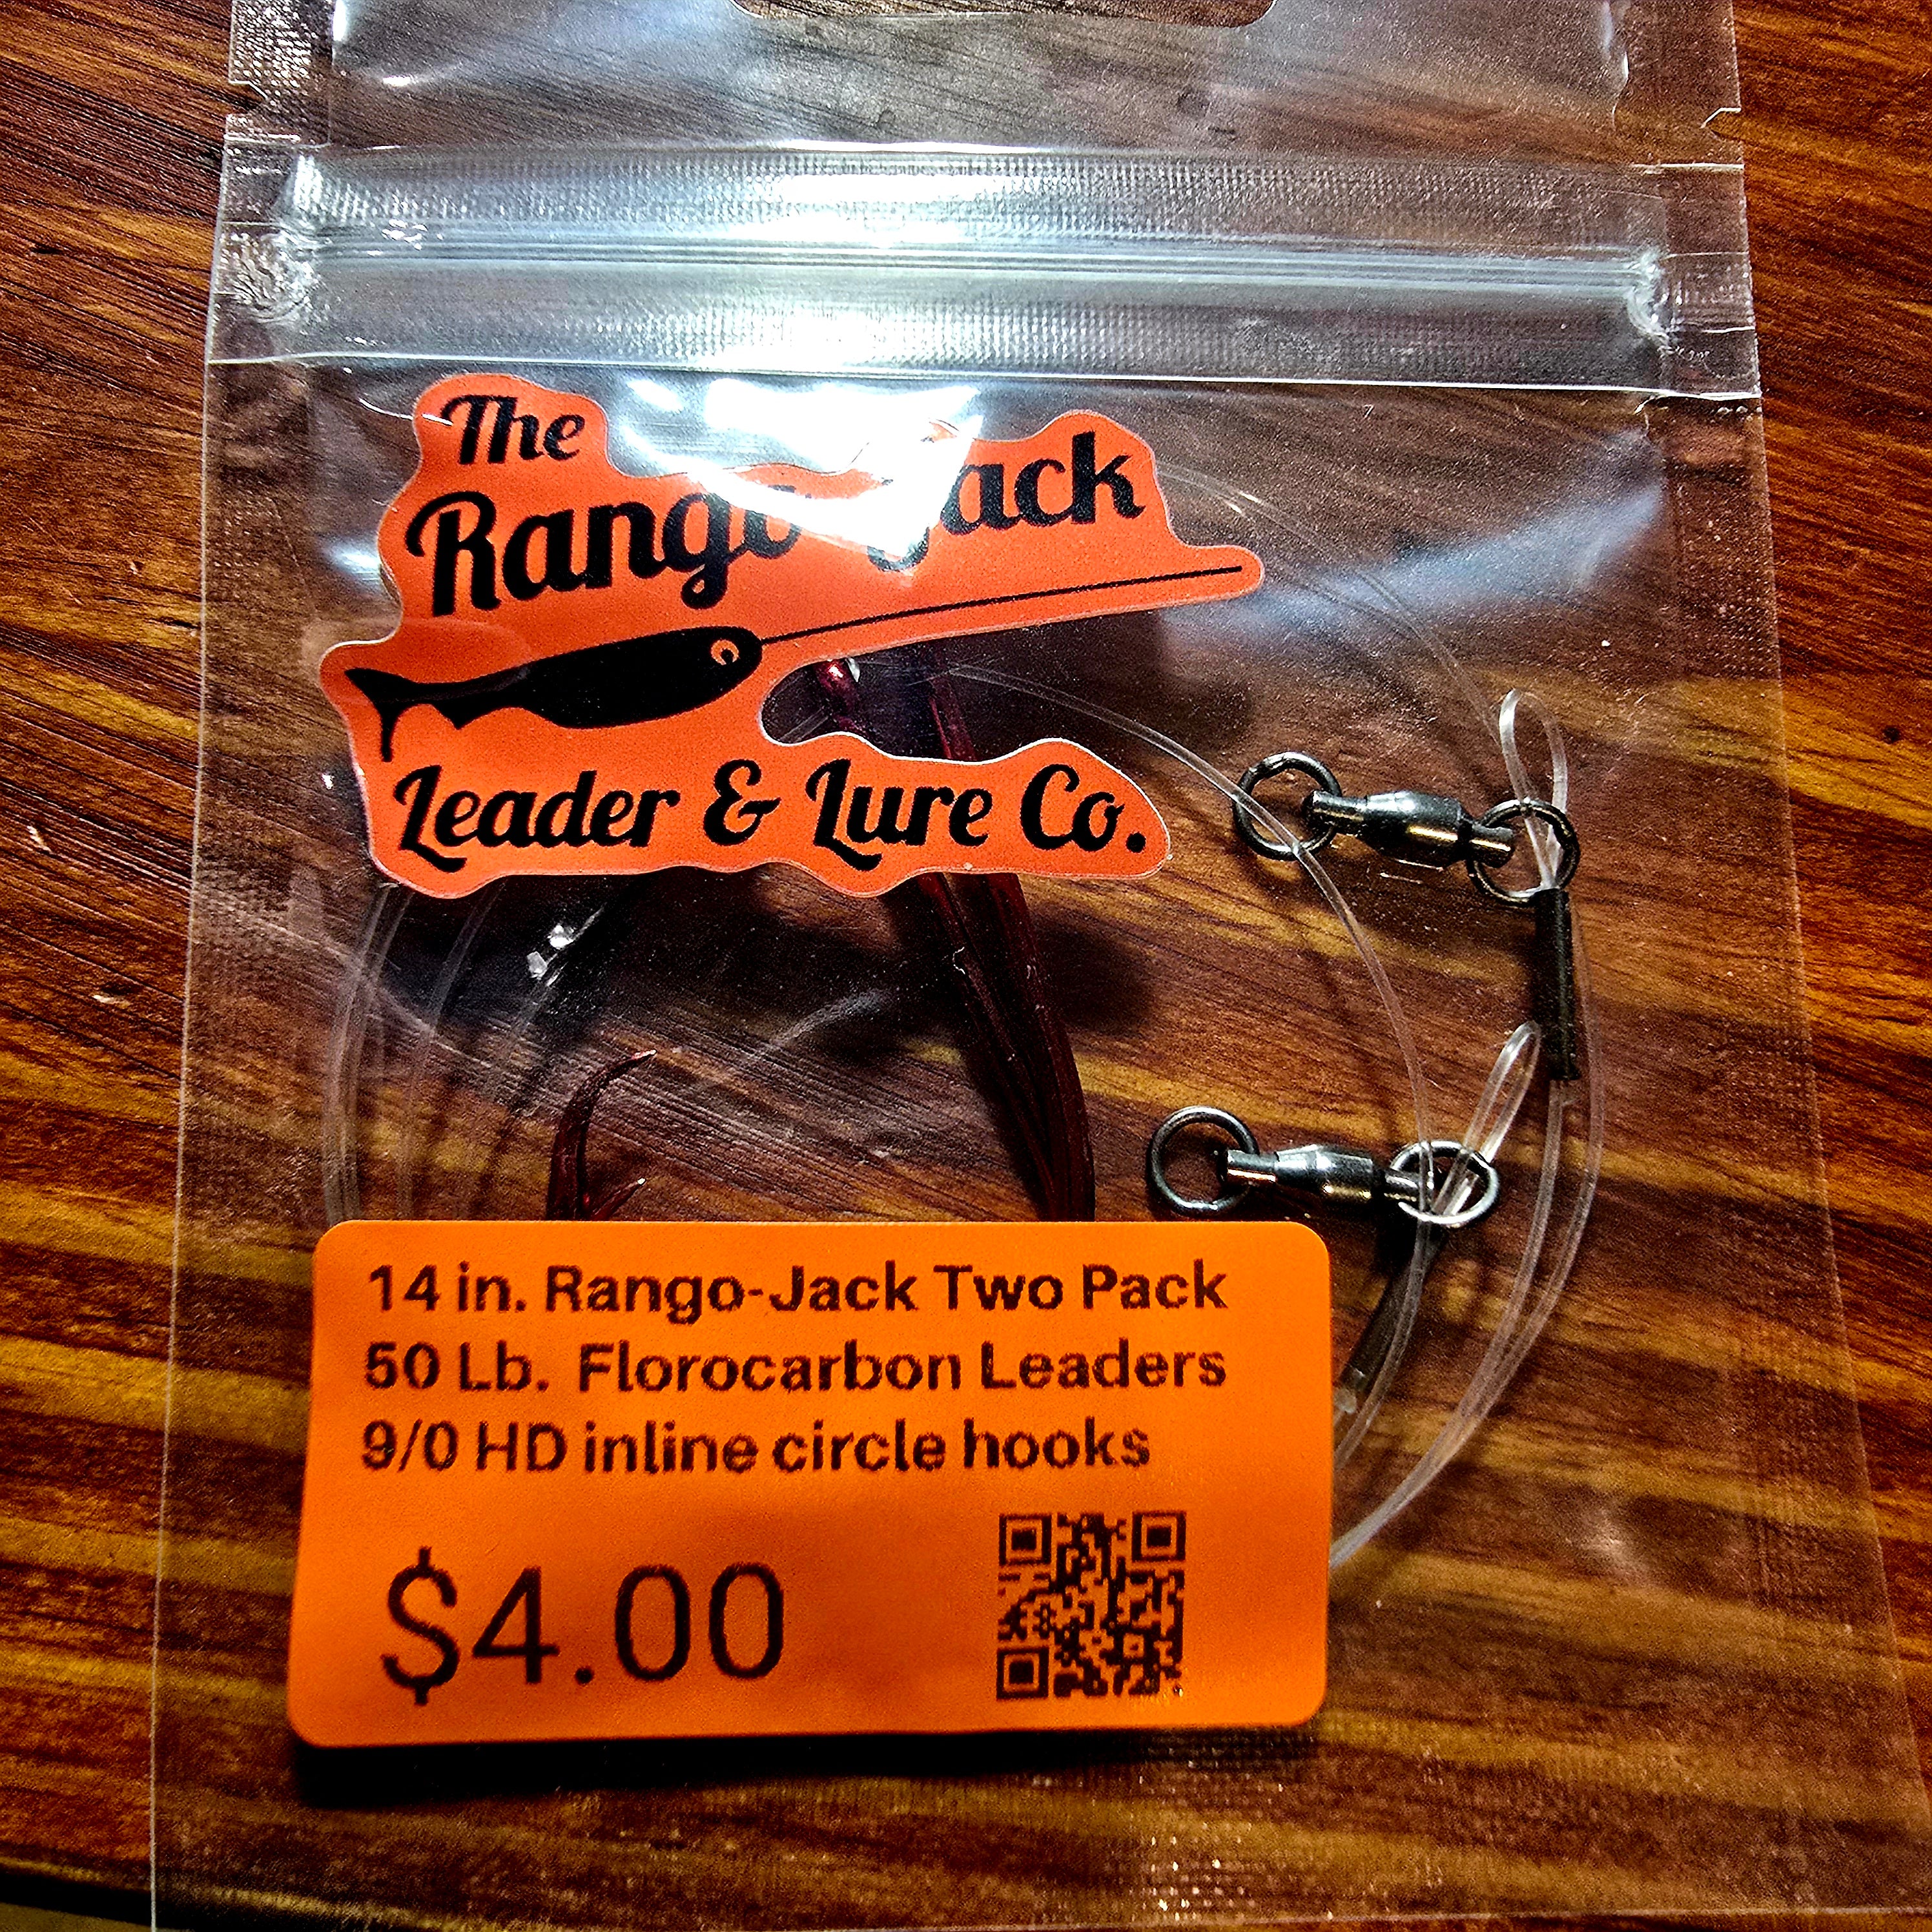 The
Rango-Jack
Leader & Lure Co.
14 in. Rango-Jack Two Pack
50 Lb. Florocarbon Leaders
9/0 HD inline circle hooks
$4.00